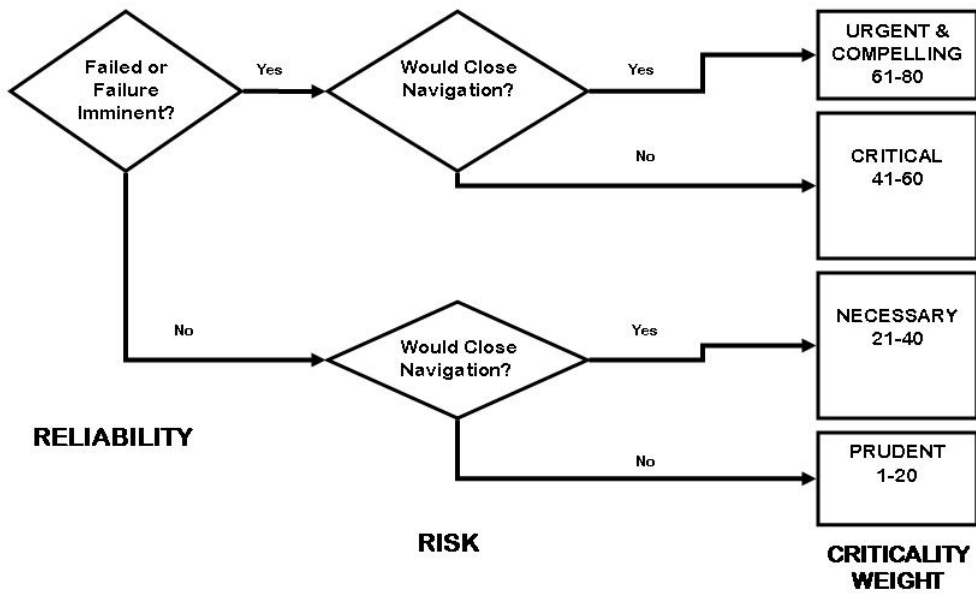 Failed or
Failure
Imminent?
Yes
Would Close
Navigation?
Yes
URGENT &
COMPELLING
61-80
No
CRITICAL
41-60
No
Would Close
Navigation?
Yes
NECESSARY
21-40
No
PRUDENT
1-20
RELIABILITY
RISK
CRITICALITY
WEIGHT